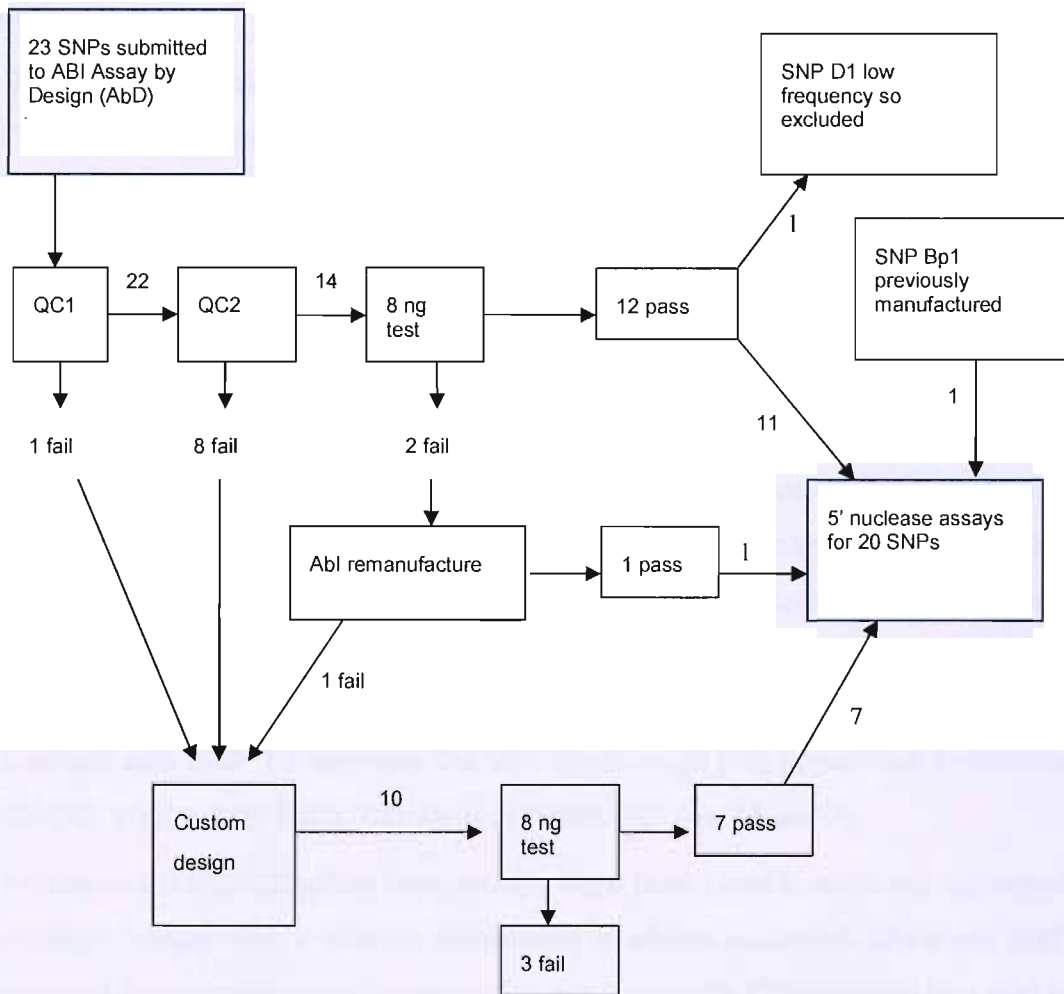 23 SNPs submitted
to ABI Assay by
Design (AbD)
SNP D1 low
frequency so
excluded
1
SNP Bp1
previously
manufactured
QC1
22
QC2
14
8 ng
test
12 pass
1
11
1 fail
8 fail
2 fail
5' nuclease assays
for 20 SNPs
AbI remanufacture
1 pass
1
1 fail
7
Custom
design
10
8 ng
test
7 pass
3 fail